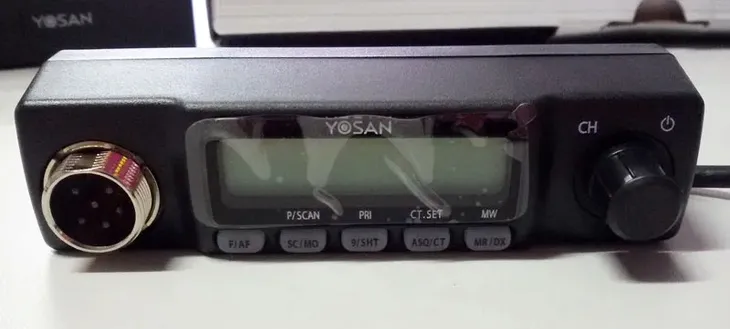 YOSAN
YOSAN
CH
P/SCAN PRI CT.SET MW
F/AF SC/MO 9/SHT ASQ/CT MR/DX